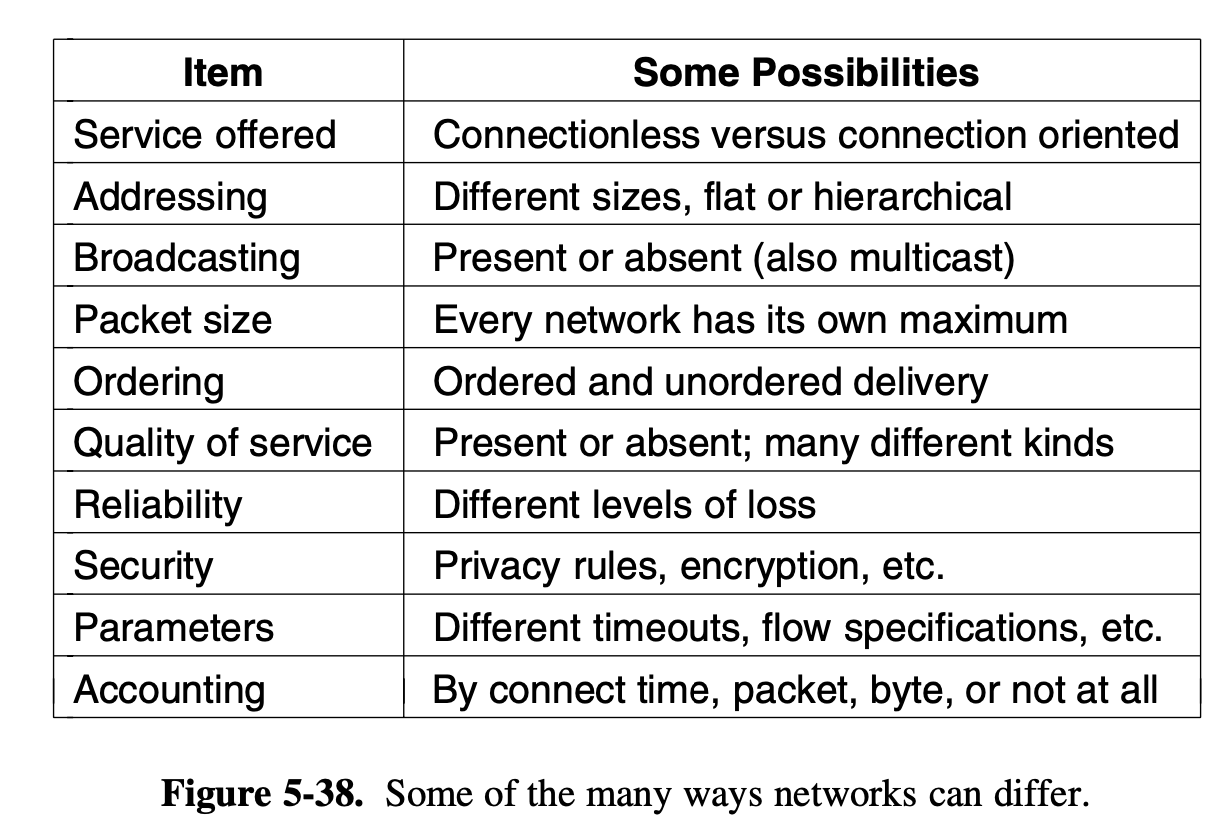 Item Some Possibilities
Service offered Connectionless versus connection oriented
Addressing Different sizes, flat or hierarchical
Broadcasting Present or absent (also multicast)
Packet size Every network has its own maximum
Ordering Ordered and unordered delivery
Quality of service Present or absent; many different kinds
Reliability Different levels of loss
Security Privacy rules, encryption, etc.
Parameters Different timeouts, flow specifications, etc.
Accounting By connect time, packet, byte, or not at all
Figure 5-38. Some of the many ways networks can differ.